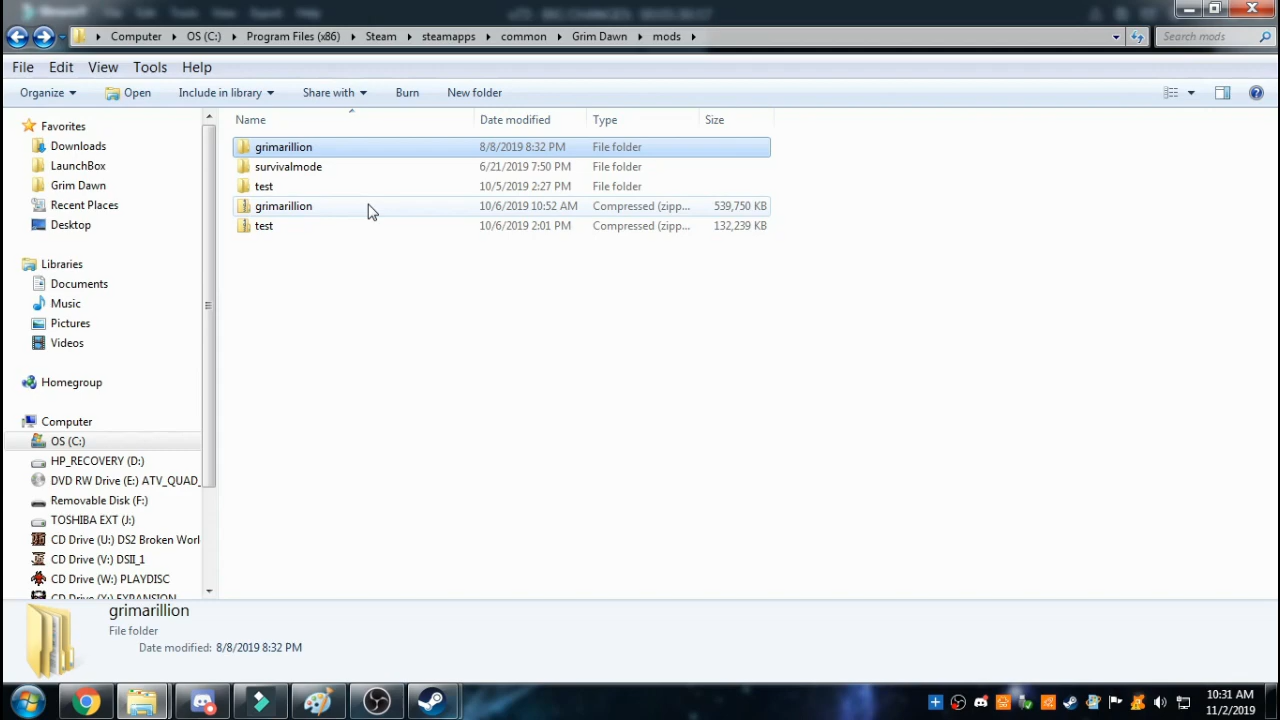 Computer OS (C:) Program Files (x86) Steam steamapps common Grim Dawn mods Search mods
File Edit View Tools Help
Organize Open Include in library Share with Burn New folder
Name Date modified Type Size
Favorites
Downloads
LaunchBox
Grim Dawn
Recent Places
Desktop
Libraries
Documents
Music
Pictures
Videos
Homegroup
Computer
OS (C:)
HP_RECOVERY (D:)
DVD RW Drive (E:) ATV_QUAD_
Removable Disk (F:)
TOSHIBA EXT (J:)
CD Drive (U:) DS2 Broken Worl
CD Drive (V:) DSII_1
CD Drive (W:) PLAYDISC
CD Drive (Y:) EXPANSION
grimarillion 8/8/2019 8:32 PM File folder
survivalmode 6/21/2019 7:50 PM File folder
test 10/5/2019 2:27 PM File folder
grimarillion 10/6/2019 10:52 AM Compressed (zipp... 539,750 KB
test 10/6/2019 2:01 PM Compressed (zipp... 132,239 KB
grimarillion
File folder
Date modified: 8/8/2019 8:32 PM
10:31 AM
11/2/2019